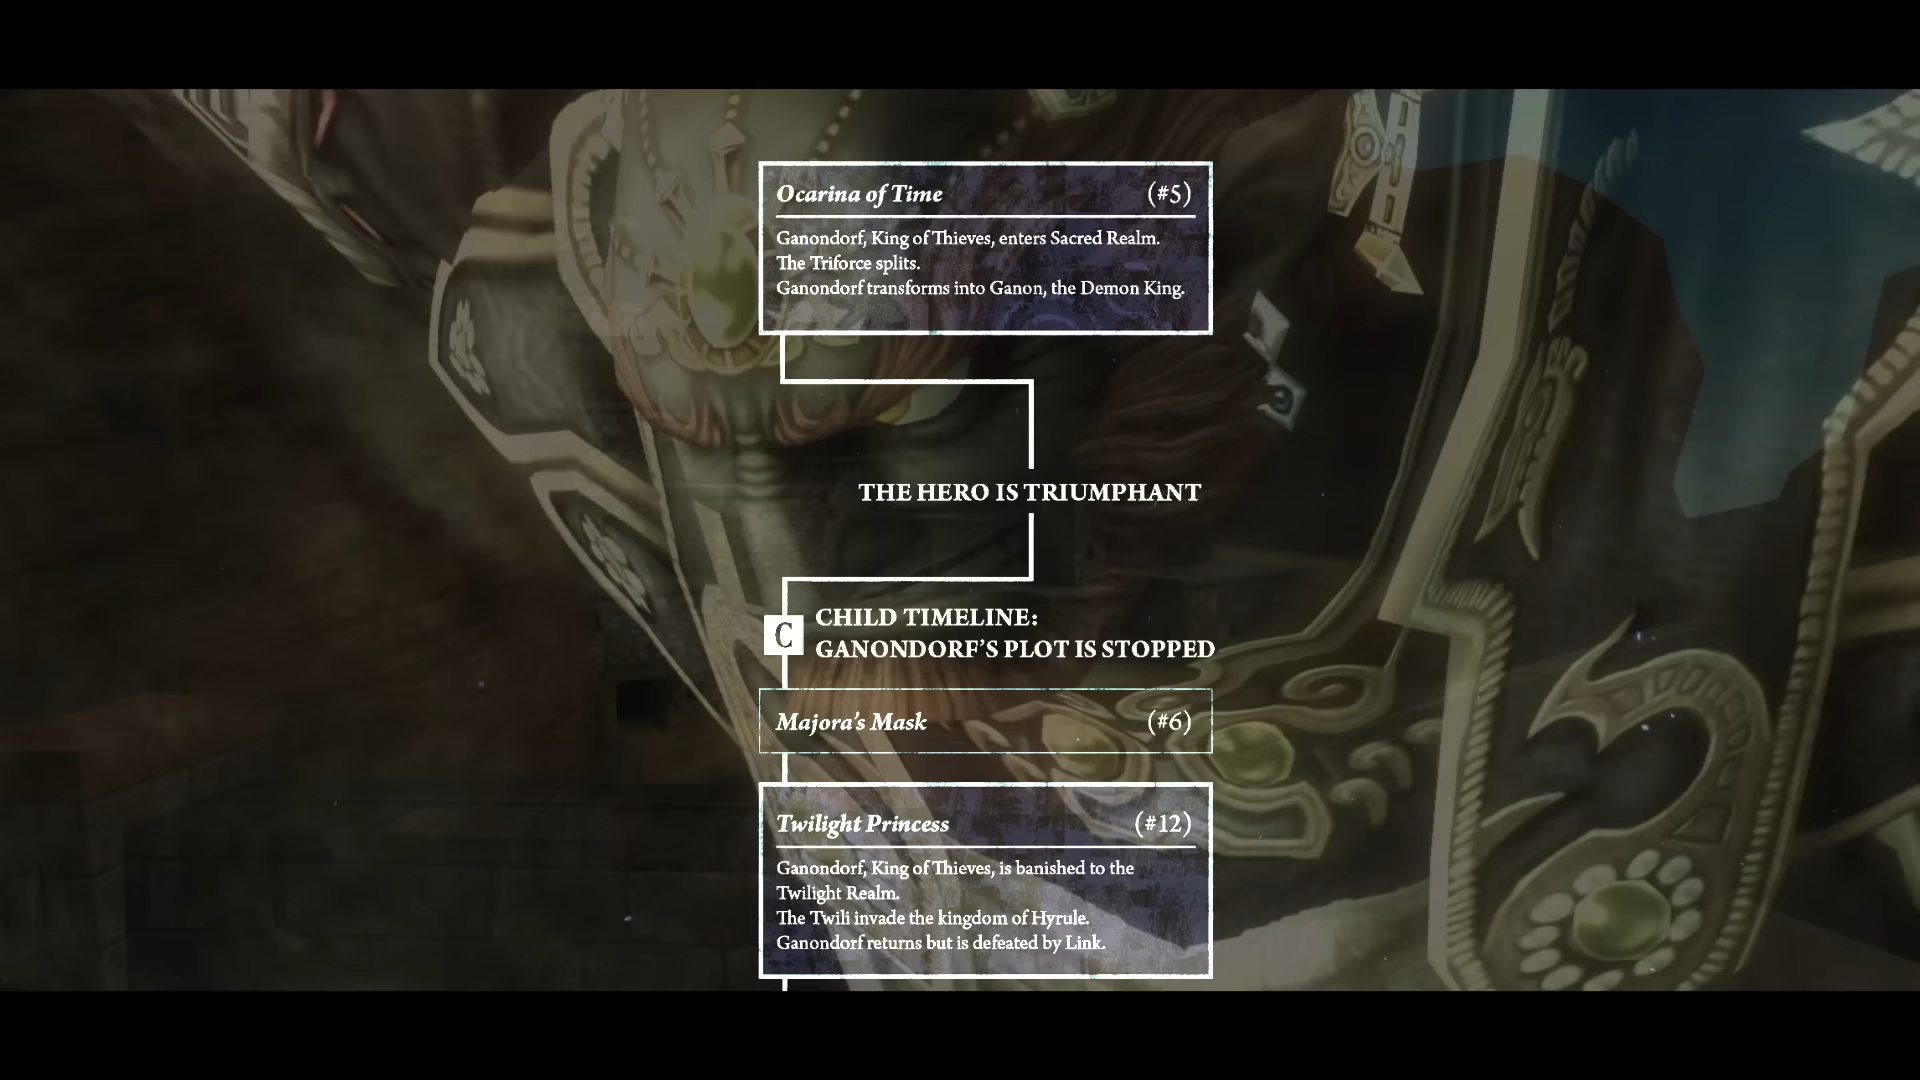 Ocarina of Time (#5)
Ganondorf, King of Thieves, enters Sacred Realm.
The Triforce splits.
Ganondorf transforms into Ganon, the Demon King.
THE HERO IS TRIUMPHANT
C
CHILD TIMELINE:
GANONDORF'S PLOT IS STOPPED
Majora's Mask (#6)
Twilight Princess (#12)
Ganondorf, King of Thieves, is banished to the
Twilight Realm.
The Twili invade the kingdom of Hyrule.
Ganondorf returns but is defeated by Link.